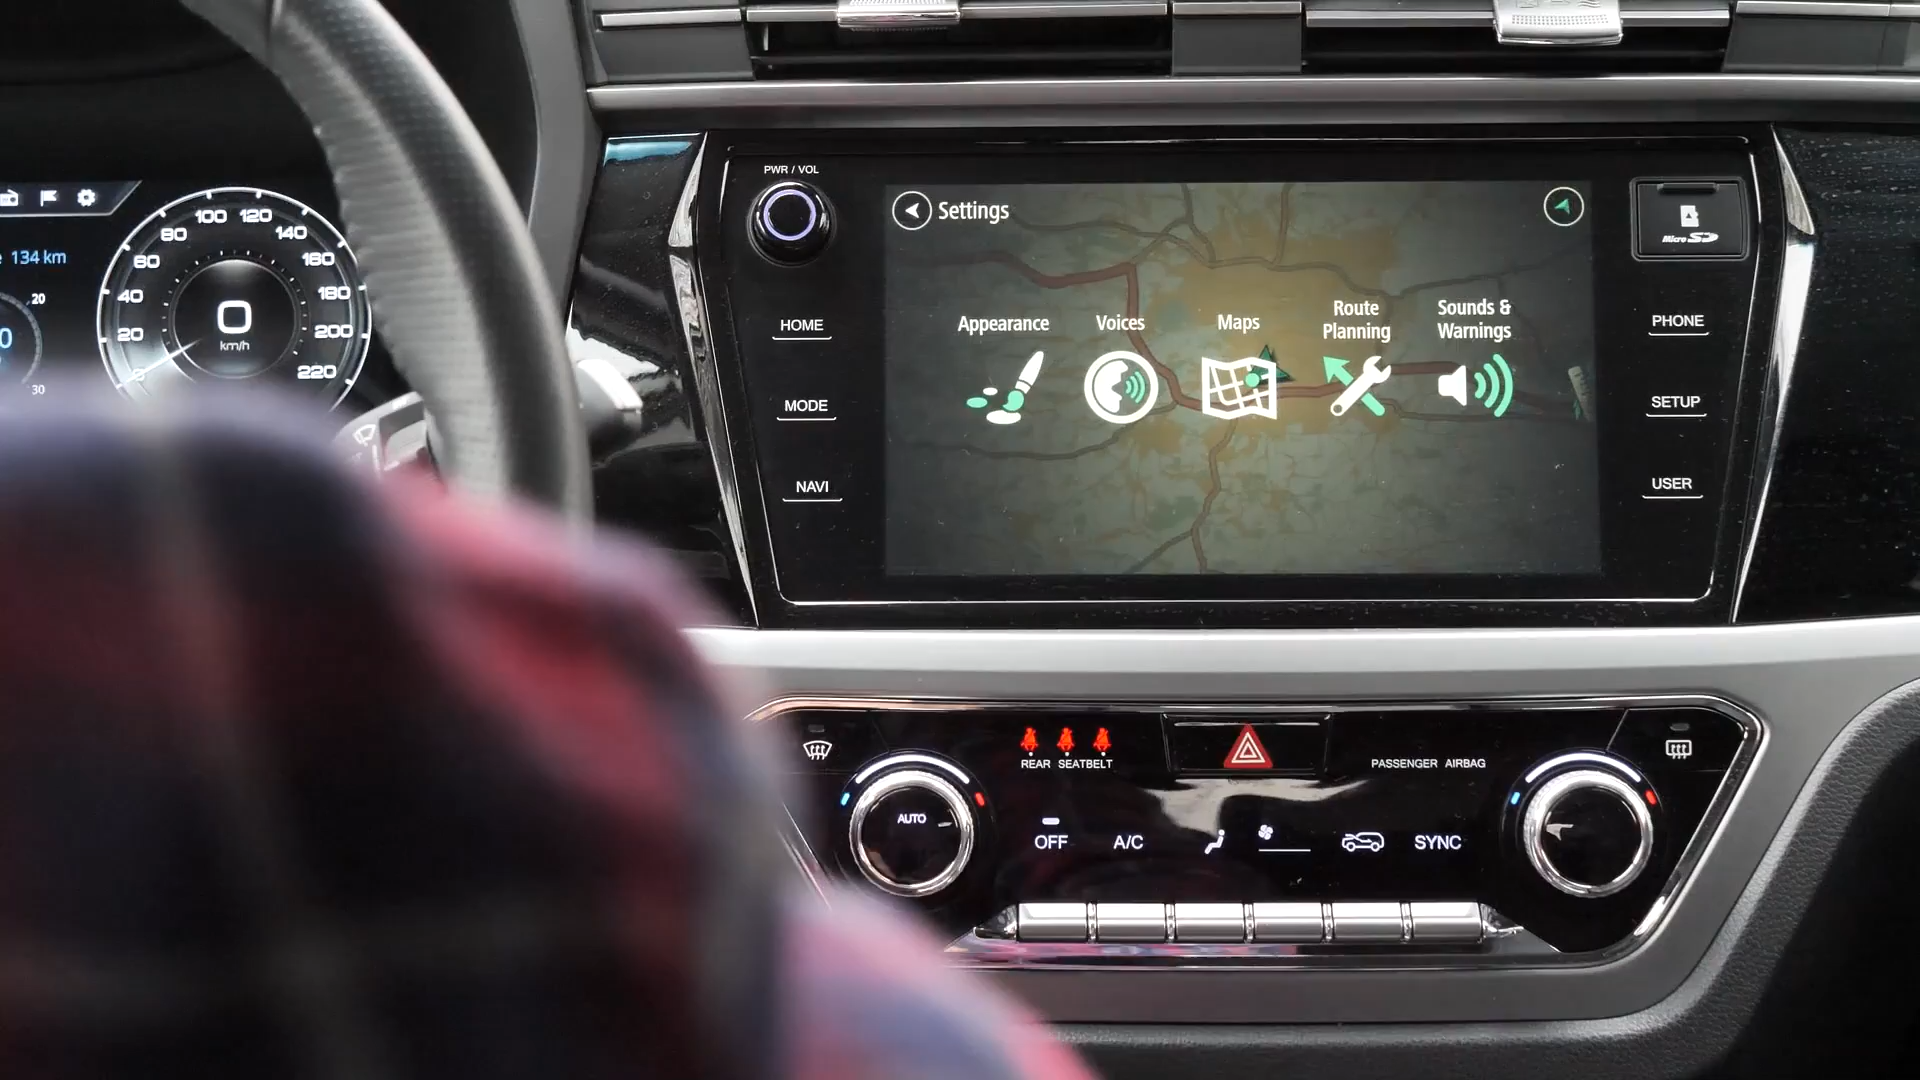 134 km
20
0
30
100 120
80 140
60 160
40 180
20 200
220
0
km/h
PWR / VOL
HOME
MODE
NAVI
Settings
Appearance
Voices
Maps
Route
Planning
Sounds &
Warnings
Micro SD
PHONE
SETUP
USER
REAR SEATBELT
PASSENGER AIRBAG
AUTO
OFF
A/C
SYNC